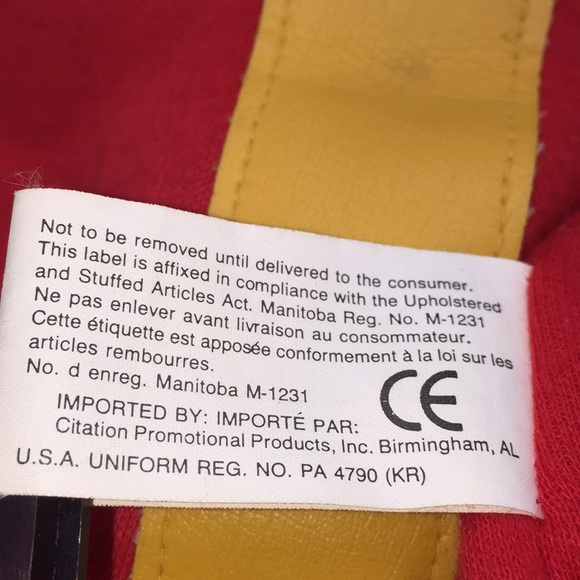 Not to be removed until delivered to the consumer.
This label is affixed in compliance with the Upholstered
and Stuffed Articles Act. Manitoba Reg. No. M-1231
Ne pas enlever avant livraison au consommateur.
Cette étiquette est apposée conformement à la loi sur les
articles rembourres.
No. d enreg. Manitoba M-1231
CE
IMPORTED BY: IMPORTÉ PAR:
Citation Promotional Products, Inc. Birmingham, AL
U.S.A. UNIFORM REG. NO. PA 4790 (KR)